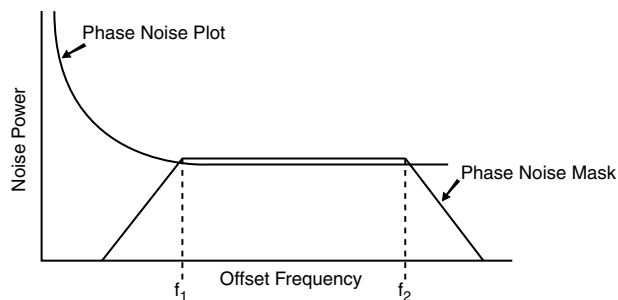 Phase Noise Plot
Noise Power
Phase Noise Mask
f1
Offset Frequency
f2